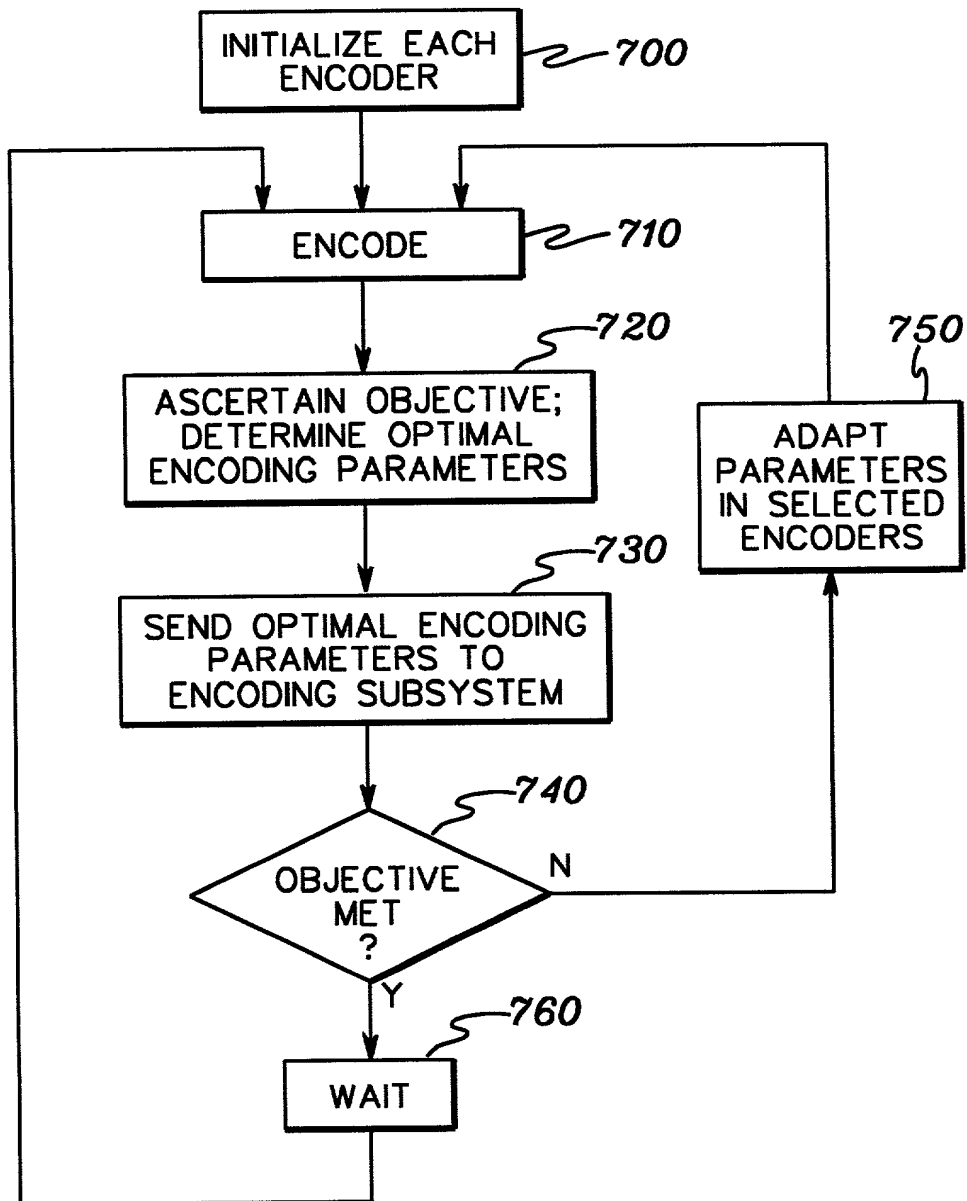 INITIALIZE EACH
ENCODER
700
ENCODE
710
720
ASCERTAIN OBJECTIVE;
DETERMINE OPTIMAL
ENCODING PARAMETERS
750
ADAPT
PARAMETERS
IN SELECTED
ENCODERS
730
SEND OPTIMAL ENCODING
PARAMETERS TO
ENCODING SUBSYSTEM
740
OBJECTIVE
MET
?
N
Y
760
WAIT